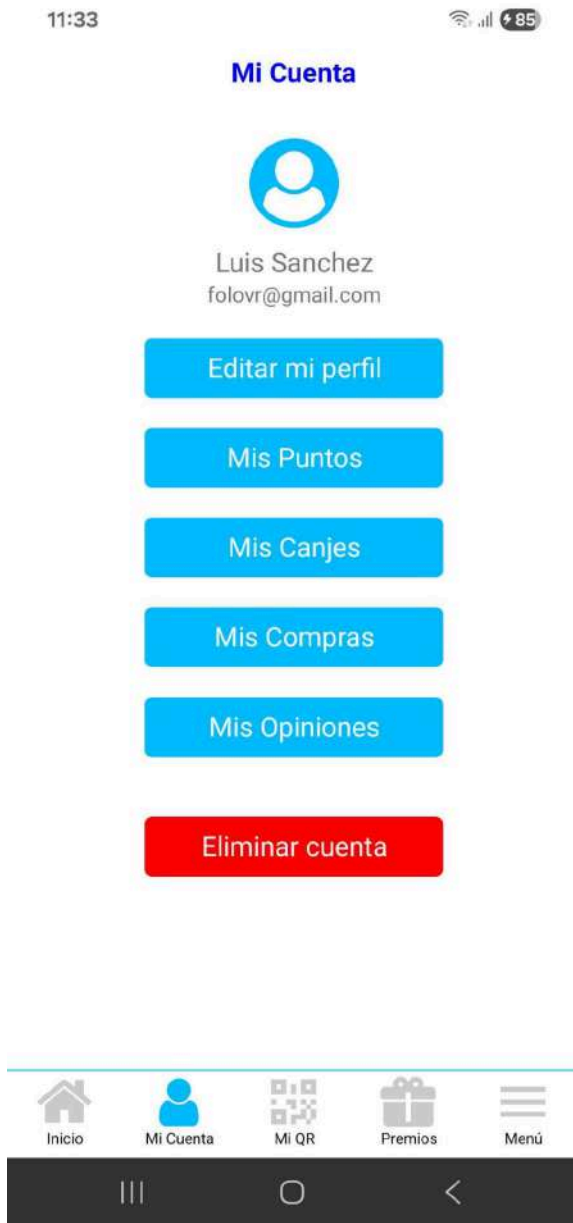 11:33
85
Mi Cuenta
Luis Sanchez
folovr@gmail.com
Editar mi perfil
Mis Puntos
Mis Canjes
Mis Compras
Mis Opiniones
Eliminar cuenta
Inicio
Mi Cuenta
Mi QR
Premios
Menú